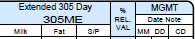 Extended 305 Day % MGMT
305ME REL. Date Note
Milk Fat S/P VAL MM DD CD